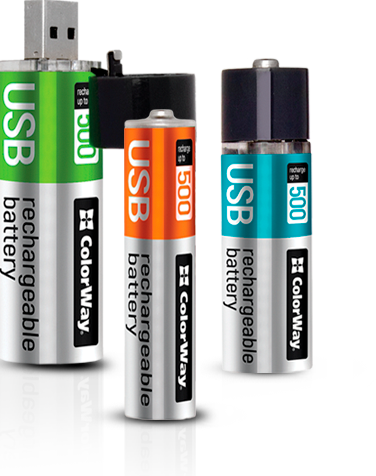 USB
recharge
up to
500
rechargeable
battery
ColorWay
USB
recharge
up to
500
rechargeable
battery
ColorWay
USB
recharge
up to
500
rechargeable
battery
ColorWay